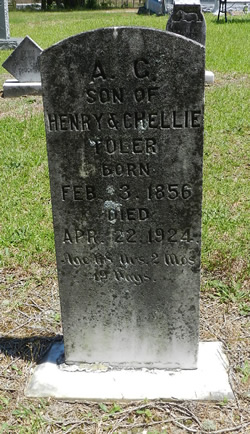 A. C.
SON OF
HENRY & CHELLIE
TOLER
BORN
FEB. 3. 1856
DIED
APR. 22. 1924
Age 68 Yrs. 2 Mos.
19 Days.